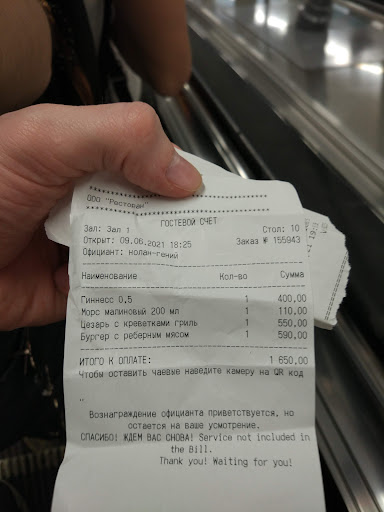 ****************************************
ООО "Ресторан"
****************************************
ГОСТЕВОЙ СЧЕТ
Зал: Зал 1 Стол: 10
Открыт: 09.06.2021 18:25 Заказ № 155943
Официант: нолан-гений
Наименование Кол-во Сумма
Гиннесс 0,5 1 400,00
Морс малиновый 200 мл 1 110,00
Цезарь с креветками гриль 1 550,00
Бургер с реберным мясом 1 590,00
ИТОГО К ОПЛАТЕ: 1 650,00
Чтобы оставить чаевые наведите камеру на QR код
"
Вознаграждение официанта приветствуется, но
остается на ваше усмотрение.
СПАСИБО! ЖДЕМ ВАС СНОВА! Service not included in
the Bill.
Thank you! Waiting for you!